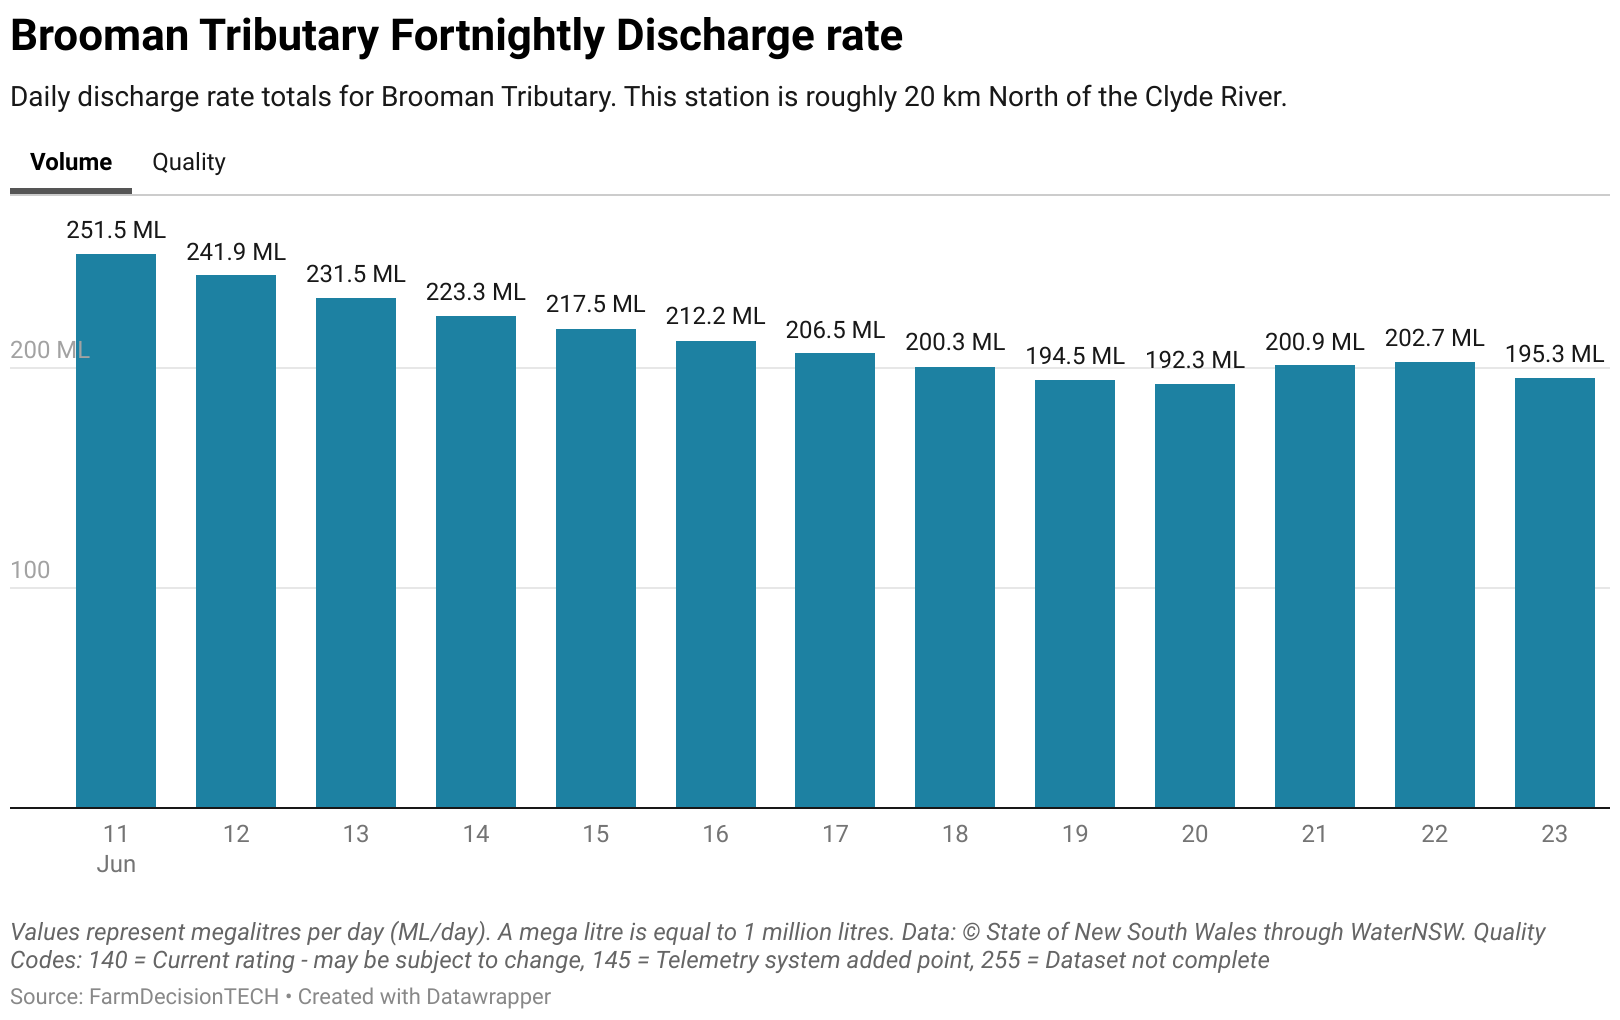 Brooman Tributary Fortnightly Discharge rate
Daily discharge rate totals for Brooman Tributary. This station is roughly 20 km North of the Clyde River.
Volume Quality
251.5 ML 241.9 ML 231.5 ML 223.3 ML 217.5 ML 212.2 ML 206.5 ML 200.3 ML 194.5 ML 192.3 ML 200.9 ML 202.7 ML 195.3 ML
200 ML
100
11 12 13 14 15 16 17 18 19 20 21 22 23
Jun
Values represent megalitres per day (ML/day). A mega litre is equal to 1 million litres. Data: © State of New South Wales through WaterNSW. Quality
Codes: 140 = Current rating - may be subject to change, 145 = Telemetry system added point, 255 = Dataset not complete
Source: FarmDecisionTECH • Created with Datawrapper